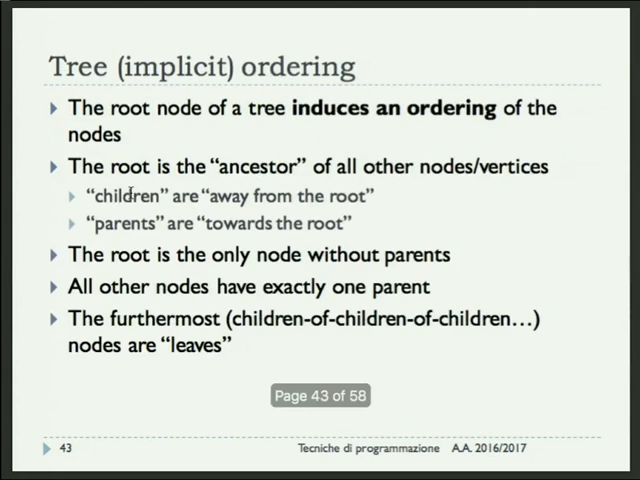 Tree (implicit) ordering
The root node of a tree induces an ordering of the
nodes
The root is the “ancestor” of all other nodes/vertices
“children” are “away from the root”
“parents” are “towards the root”
The root is the only node without parents
All other nodes have exactly one parent
The furthermost (children-of-children-of-children…)
nodes are “leaves”
Page 43 of 58
43 Tecniche di programmazione A.A. 2016/2017